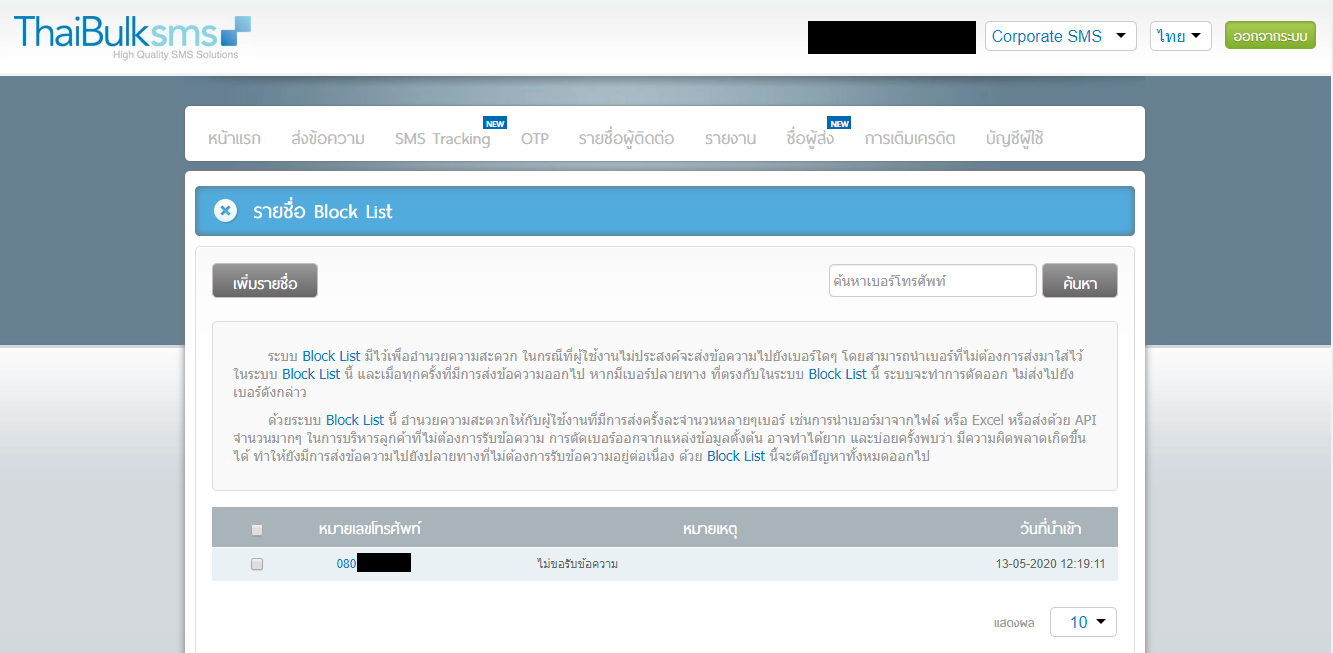 ThaiBulksms
High Quality SMS Solutions
Corporate SMS
ไทย
ออกจากระบบ
หน้าแรก ส่งข้อความ SMS Tracking NEW OTP รายชื่อผู้ติดต่อ รายงาน ชื่อผู้ส่ง NEW การเติมเครดิต บัญชีผู้ใช้
รายชื่อ Block List
เพิ่มรายชื่อ ค้นหาเบอร์โทรศัพท์ ค้นหา
ระบบ Block List มีไว้เพื่ออำนวยความสะดวก ในกรณีที่ผู้ใช้งานไม่ประสงค์จะส่งข้อความไปยังเบอร์ใดๆ โดยสามารถนำเบอร์ที่ไม่ต้องการส่งมาใส่ไว้
ในระบบ Block List นี้ และเมื่อทุกครั้งที่มีการส่งข้อความออกไป หากมีเบอร์ปลายทาง ที่ตรงกับในระบบ Block List นี้ ระบบจะทำการตัดออก ไม่ส่งไปยัง
เบอร์ดังกล่าว
ด้วยระบบ Block List นี้ อำนวยความสะดวกให้กับผู้ใช้งานที่มีการส่งครั้งละจำนวนหลายๆเบอร์ เช่นการนำเบอร์มาจากไฟล์ หรือ Excel หรือส่งด้วย API
จำนวนมากๆ ในการบริหารลูกค้าที่ไม่ต้องการรับข้อความ การตัดเบอร์ออกจากแหล่งข้อมูลตั้งต้น อาจทำได้ยาก และบ่อยครั้งพบว่า มีความผิดพลาดเกิดขึ้น
ได้ ทำให้ยังมีการส่งข้อความไปยังปลายทางที่ไม่ต้องการรับข้อความอยู่ต่อเนื่อง ด้วย Block List นี้จะตัดปัญหาทั้งหมดออกไป
หมายเลขโทรศัพท์ หมายเหตุ วันที่นำเข้า
080 ไม่ขอรับข้อความ 13-05-2020 12:19:11
แสดงผล 10